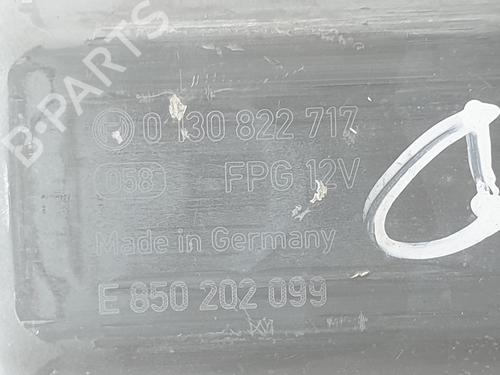 B-PARTS
0 130 822 717
058 FPG 12V
Made in Germany
E 850 202 099